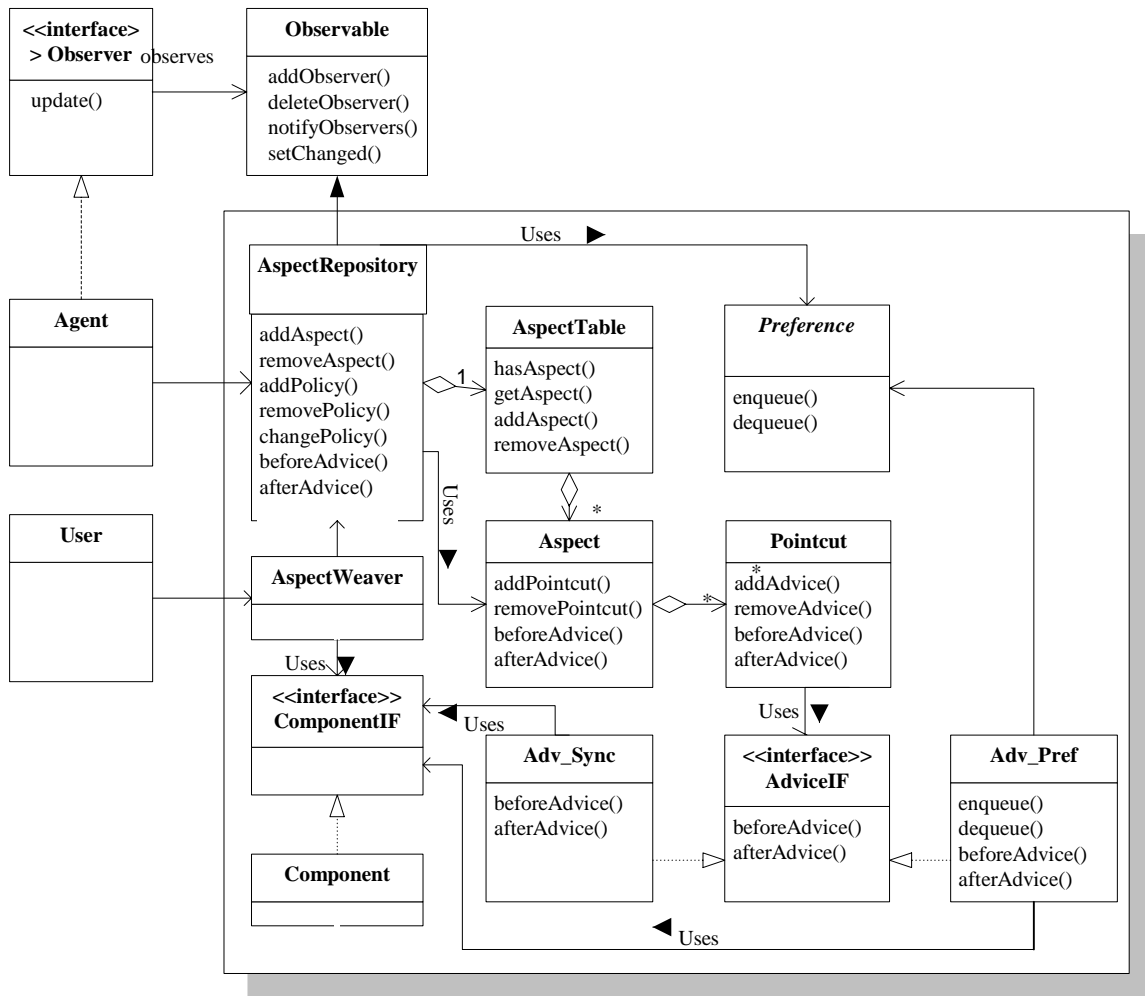 <<interface>
> Observer
observes
update()
Observable
addObserver()
deleteObserver()
notifyObservers()
setChanged()
Uses
AspectRepository
addAspect()
removeAspect()
addPolicy()
removePolicy()
changePolicy()
beforeAdvice()
afterAdvice()
Agent
AspectTable
hasAspect()
getAspect()
addAspect()
removeAspect()
1
Preference
enqueue()
dequeue()
Uses
*
User
AspectWeaver
Aspect
addPointcut()
removePointcut()
beforeAdvice()
afterAdvice()
*
Pointcut
*
addAdvice()
removeAdvice()
beforeAdvice()
afterAdvice()
Uses
<<interface>>
ComponentIF
Uses
Uses
Adv_Sync
beforeAdvice()
afterAdvice()
<<interface>>
AdviceIF
beforeAdvice()
afterAdvice()
Adv_Pref
enqueue()
dequeue()
beforeAdvice()
afterAdvice()
Component
Uses